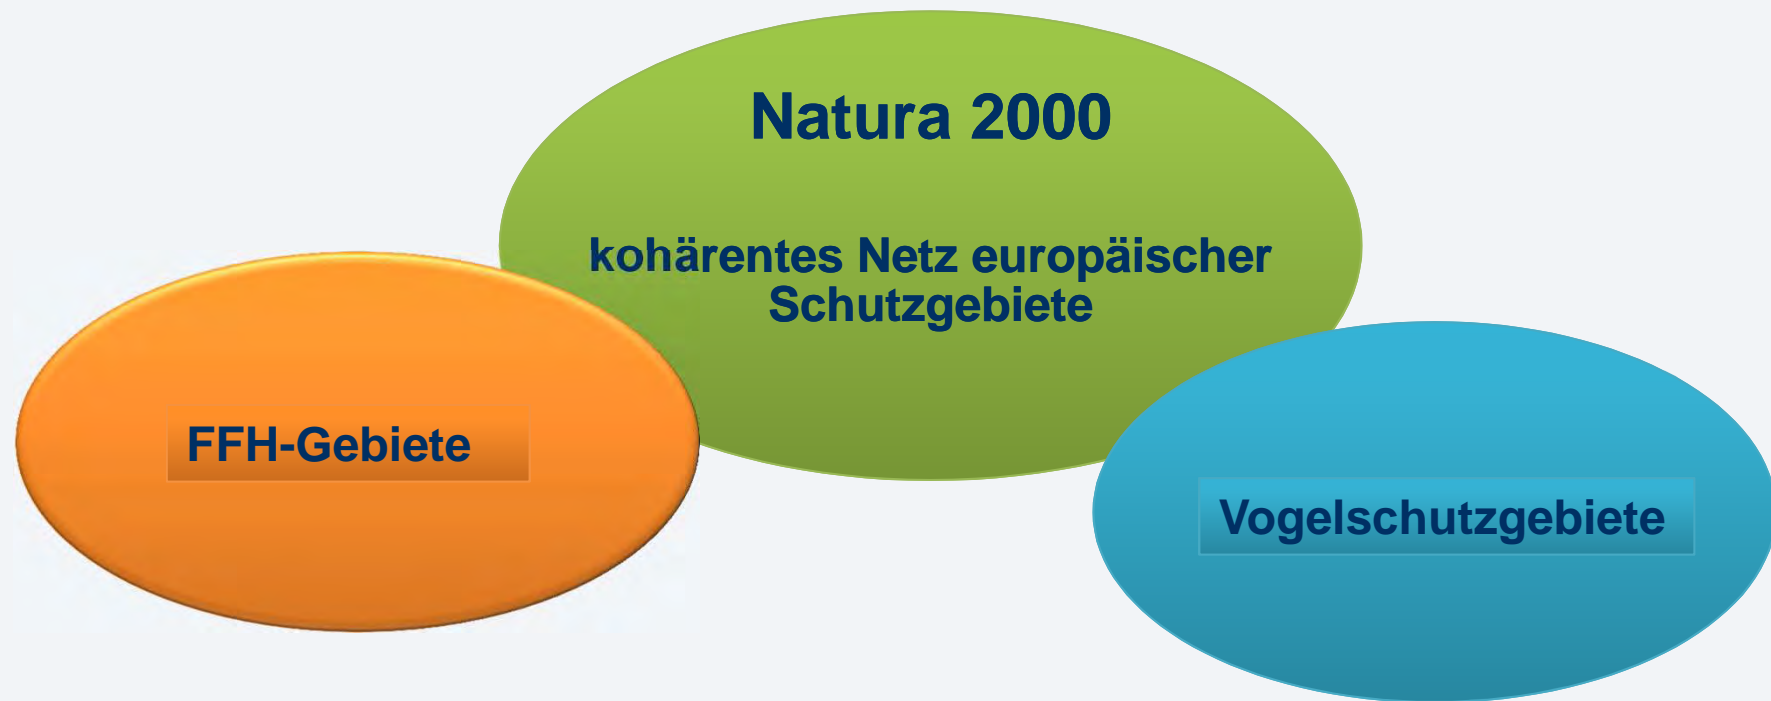 Natura 2000
kohärentes Netz europäischer
Schutzgebiete
FFH-Gebiete
Vogelschutzgebiete